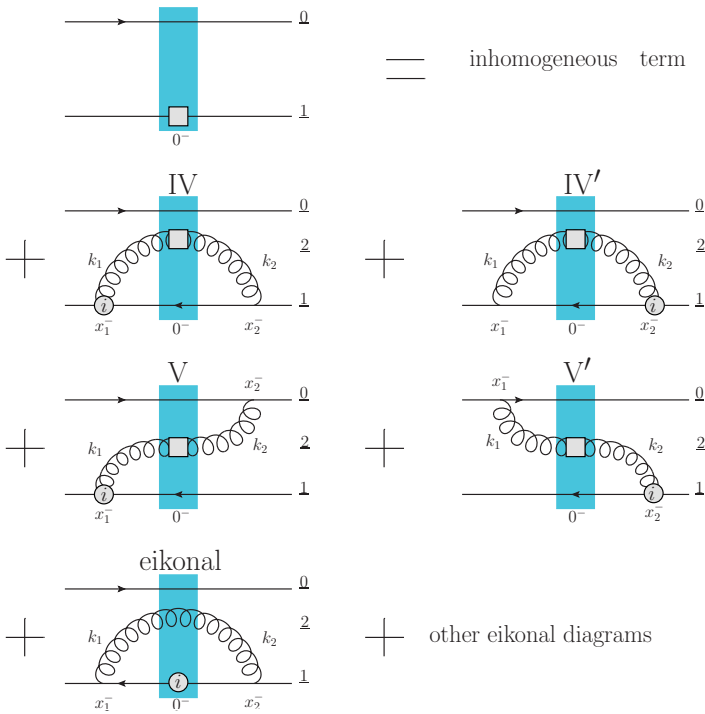 0
1
0⁻
inhomogeneous term
IV
0
k₁
2
k₂
i
1
x₁⁻ 0⁻ x₂⁻
IV′
0
k₁
2
k₂
i
1
x₁⁻ 0⁻ x₂⁻
V
x₂⁻
0
k₁
2
k₂
i
1
x₁⁻ 0⁻
V′
x₁⁻
0
k₁
2
k₂
i
1
0⁻ x₂⁻
eikonal
0
k₁
2
k₂
i
1
x₁⁻ 0⁻ x₂⁻
other eikonal diagrams